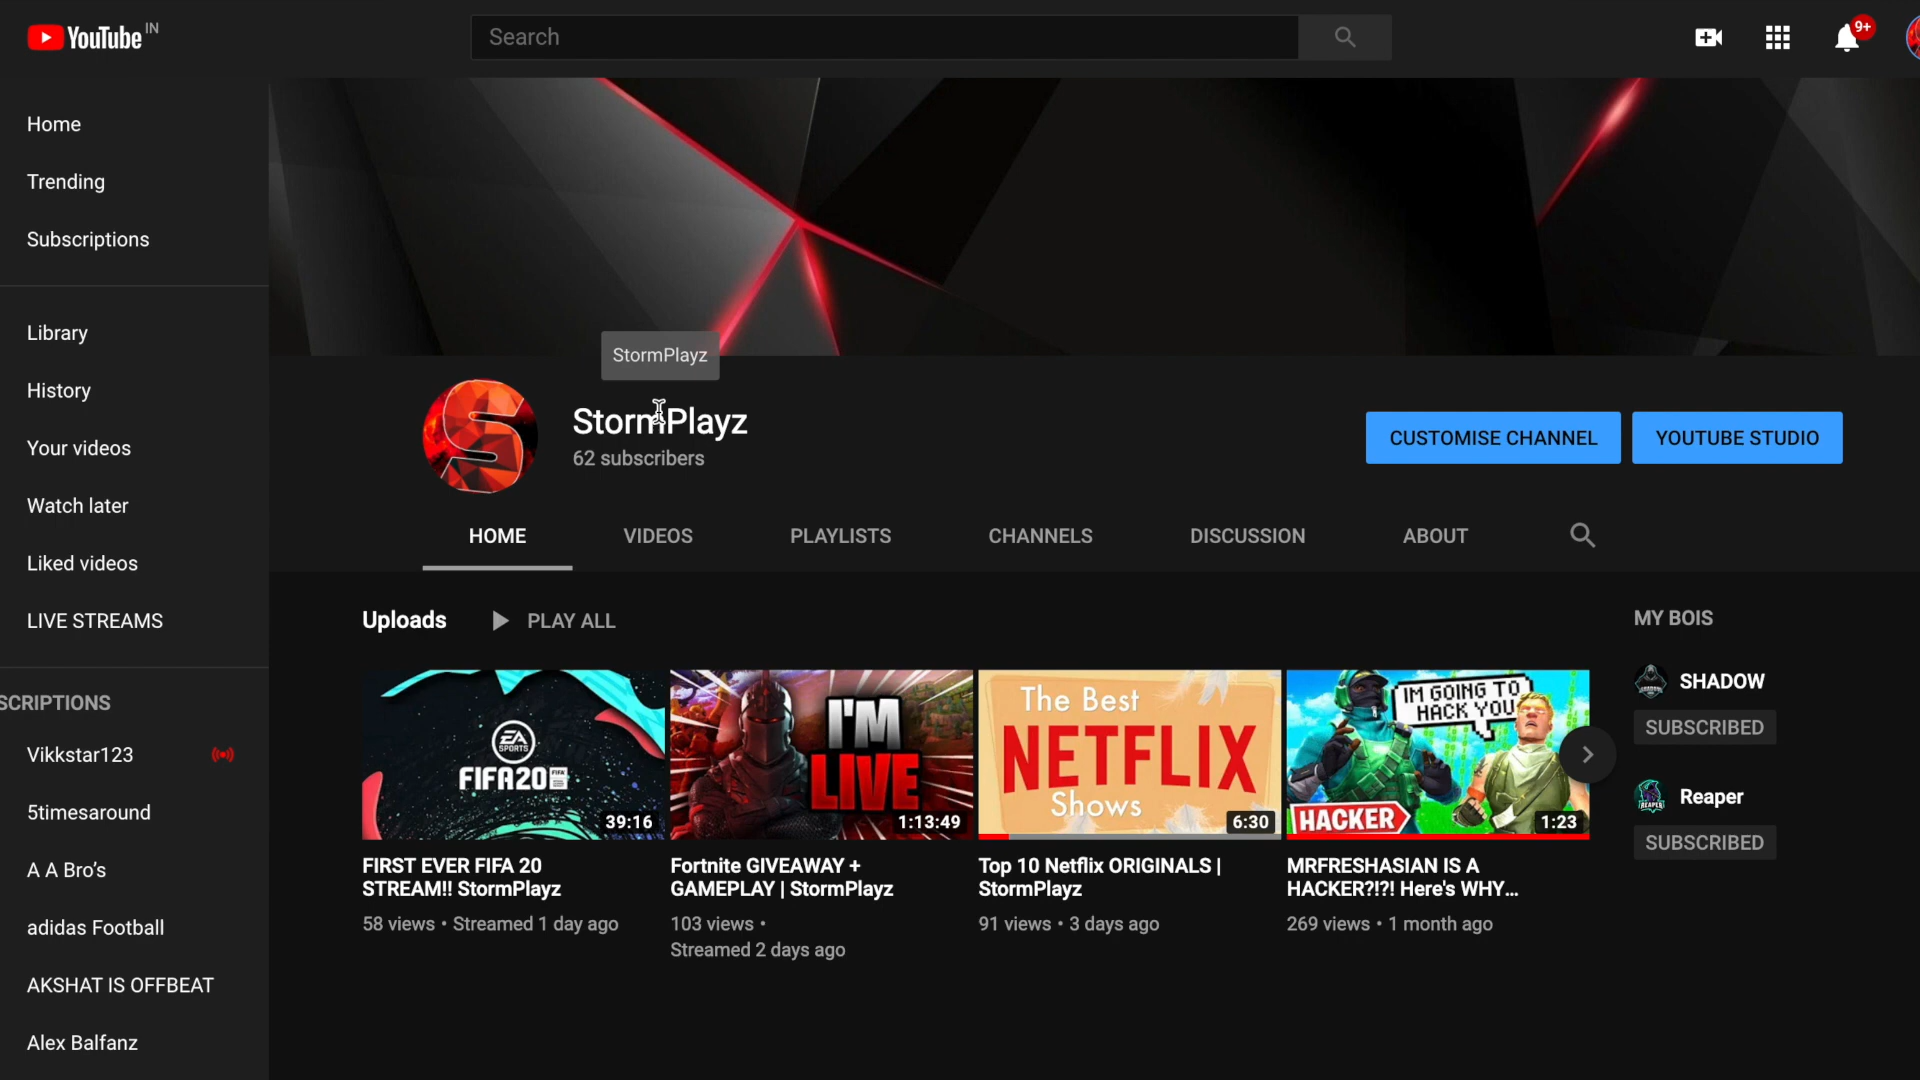 YouTube IN
Search
9+
Home
Trending
Subscriptions
Library
History
Your videos
Watch later
Liked videos
LIVE STREAMS
SCRIPTIONS
Vikkstar123
5timesaround
A A Bro's
adidas Football
AKSHAT IS OFFBEAT
Alex Balfanz
StormPlayz
S
StormPlayz
62 subscribers
CUSTOMISE CHANNEL
YOUTUBE STUDIO
HOME
VIDEOS
PLAYLISTS
CHANNELS
DISCUSSION
ABOUT
Uploads
PLAY ALL
EA
SPORTS
FIFA20
FIFA
39:16
FIRST EVER FIFA 20
STREAM!! StormPlayz
58 views • Streamed 1 day ago
I'M
LIVE
1:13:49
Fortnite GIVEAWAY +
GAMEPLAY | StormPlayz
103 views •
Streamed 2 days ago
The Best
NETFLIX
Shows
6:30
Top 10 Netflix ORIGINALS |
StormPlayz
91 views • 3 days ago
IM GOING TO
HACK YOU
HACKER
1:23
MRFRESHASIAN IS A
HACKER?!?! Here's WHY...
269 views • 1 month ago
MY BOIS
SHADOW
SUBSCRIBED
REAPER
Reaper
SUBSCRIBED